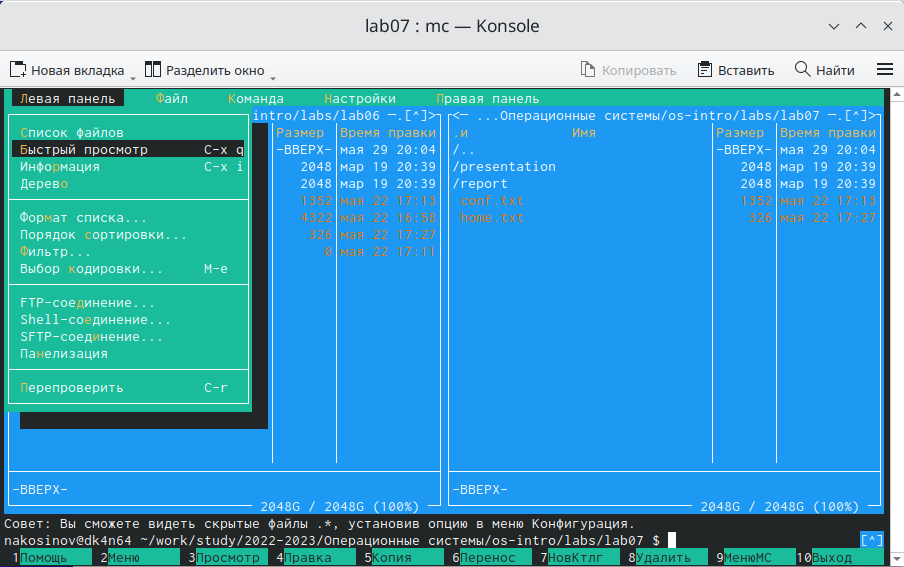 lab07 : mc — Konsole
Новая вкладка Разделить окно Копировать Вставить Найти
Левая панель Файл Команда Настройки Правая панель
intro/labs/lab06 —.[^]>
<— ...Операционные системы/os-intro/labs/lab07 —.[^]>
Список файлов
Быстрый просмотр C-x q
Информация C-x i
Дерево
Формат списка...
Порядок сортировки...
Фильтр...
Выбор кодировки... M-e
FTP-соединение...
Shell-соединение...
SFTP-соединение...
Панелизация
Перепроверить C-r
Размер Время правки
-ВВЕРХ- мая 29 20:04
2048 мар 19 20:39
2048 мар 19 20:39
1352 мая 22 17:13
4322 мая 22 16:58
326 мая 22 17:27
0 мая 22 17:11
-ВВЕРХ-
2048G / 2048G (100%)
.и Имя Размер Время правки
/.. -ВВЕРХ- мая 29 20:04
/presentation 2048 мар 19 20:39
/report 2048 мар 19 20:39
conf.txt 1352 мая 22 17:13
home.txt 326 мая 22 17:27
-ВВЕРХ-
2048G / 2048G (100%)
Совет: Вы сможете видеть скрытые файлы .*, установив опцию в меню Конфигурация.
nakosinov@dk4n64 ~/work/study/2022-2023/Операционные системы/os-intro/labs/lab07 $ [^]
1Помощь 2Меню 3Просмотр 4Правка 5Копия 6Перенос 7НовКтлг 8Удалить 9МенюМС 10Выход